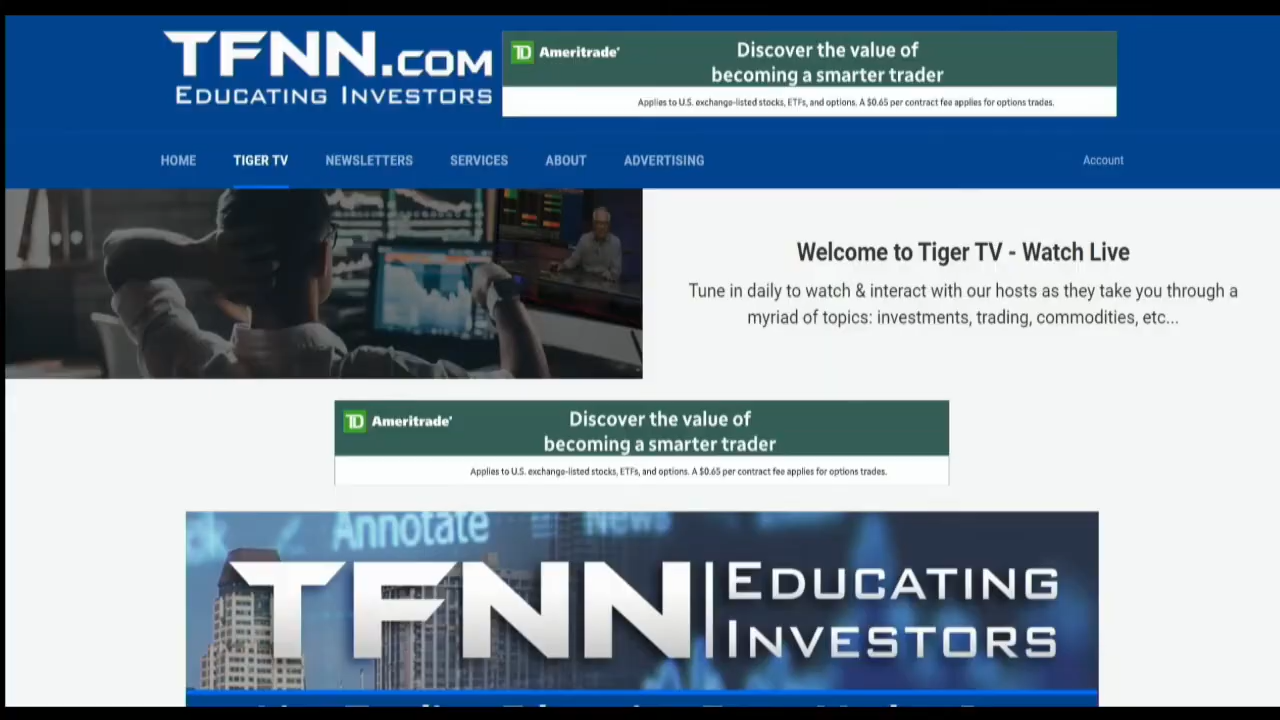 TFNN.COM
EDUCATING INVESTORS
TD Ameritrade
Discover the value of
becoming a smarter trader
Applies to U.S. exchange-listed stocks, ETFs, and options. A $0.65 per contract fee applies for options trades.
HOME TIGER TV NEWSLETTERS SERVICES ABOUT ADVERTISING Account
Welcome to Tiger TV - Watch Live
Tune in daily to watch & interact with our hosts as they take you through a
myriad of topics: investments, trading, commodities, etc...
TD Ameritrade
Discover the value of
becoming a smarter trader
Applies to U.S. exchange-listed stocks, ETFs, and options. A $0.65 per contract fee applies for options trades.
Annotate News
TFNN EDUCATING
INVESTORS